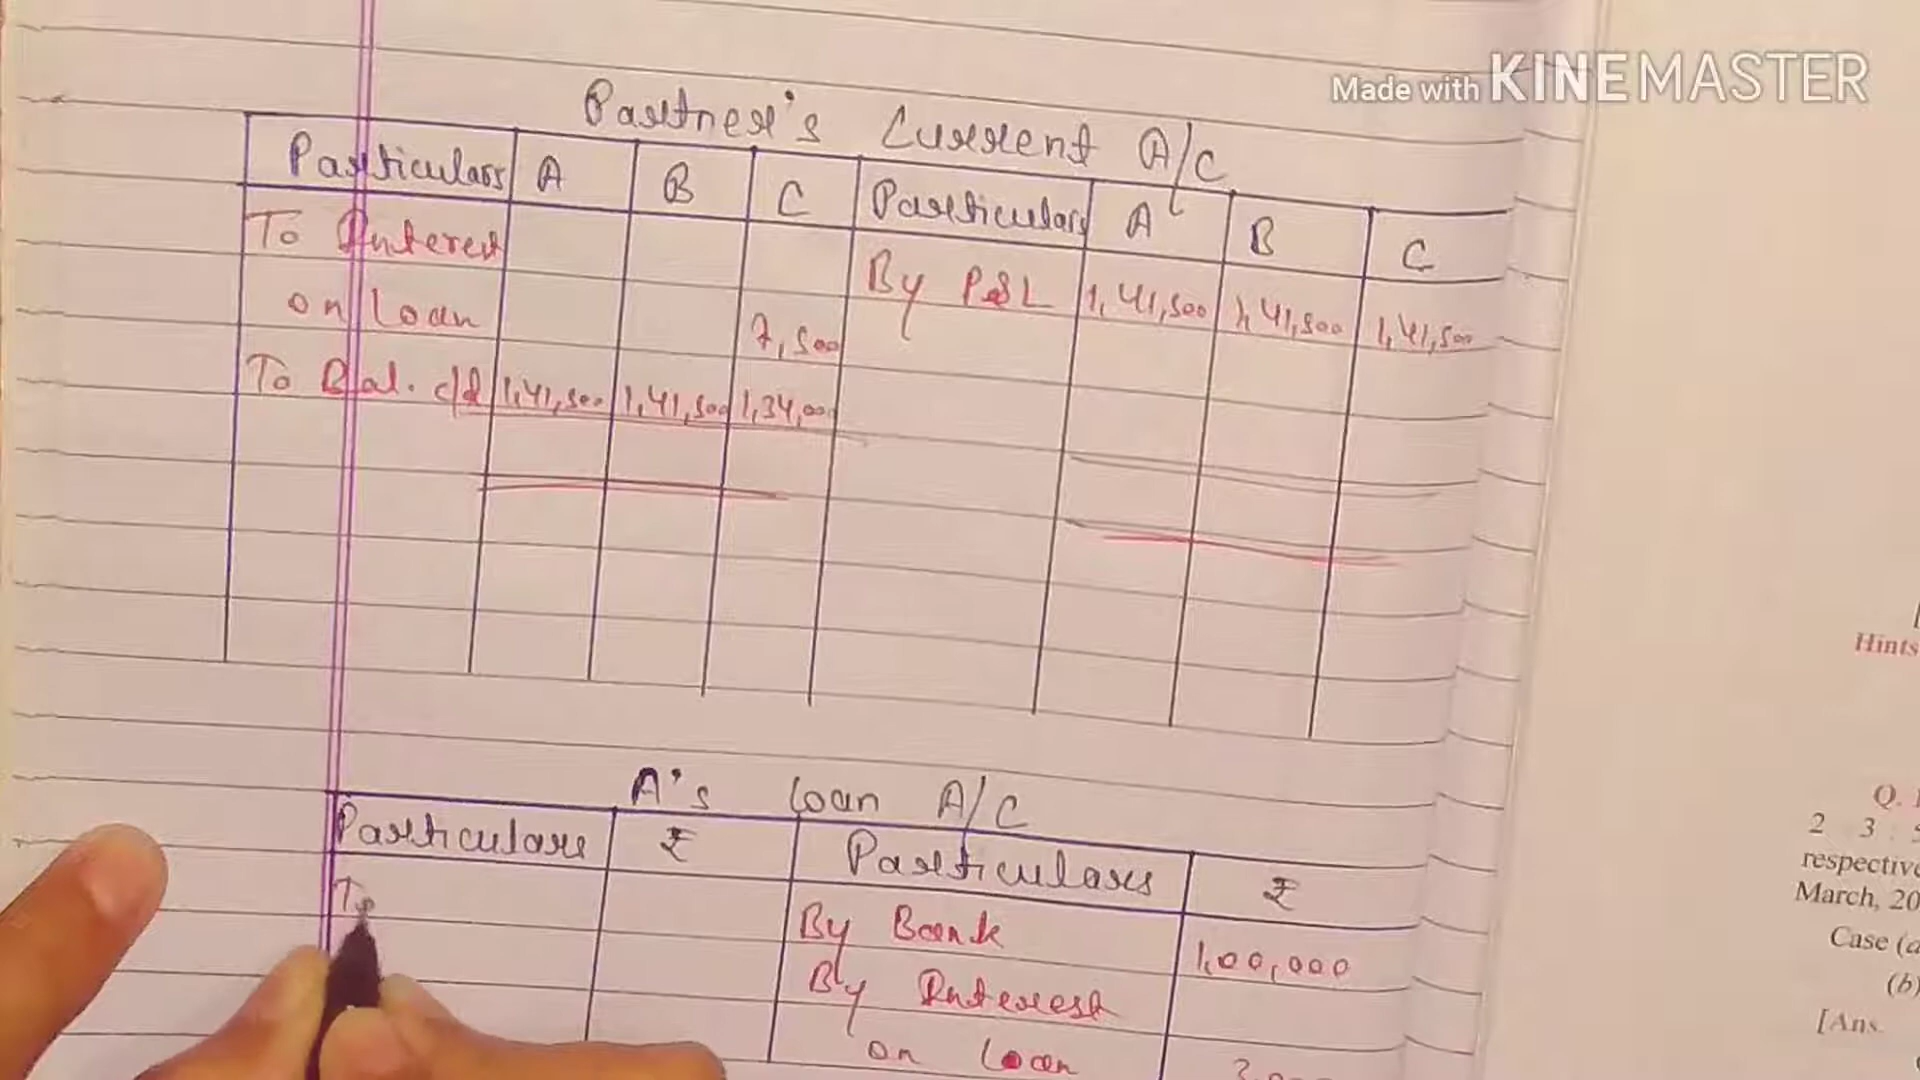 Made with KINEMASTER
Partner's Current A/C
Particulars A B C Particulars A B C
To Interest
on loan 7,500
By P&L 1,41,500 1,41,500 1,41,500
To Bal. c/d 1,41,500 1,41,500 1,34,000
A's loan A/C
Particulars ₹ Particulars ₹
To
By Bank 1,00,000
By Interest
on loan
Hints
Q.
2 3 :
respective
March, 20
Case (a
(b)
[Ans.